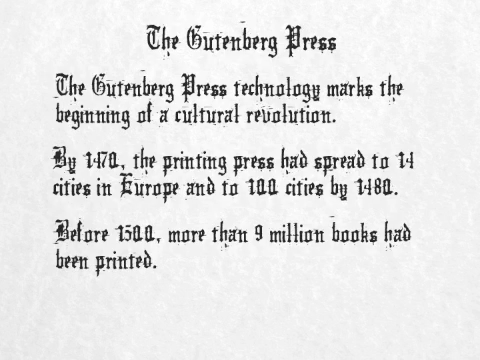 The Gutenberg Press
The Gutenberg Press technology marks the
beginning of a cultural revolution.
By 1470, the printing press had spread to 14
cities in Europe and to 100 cities by 1480.
Before 1500, more than 9 million books had
been printed.